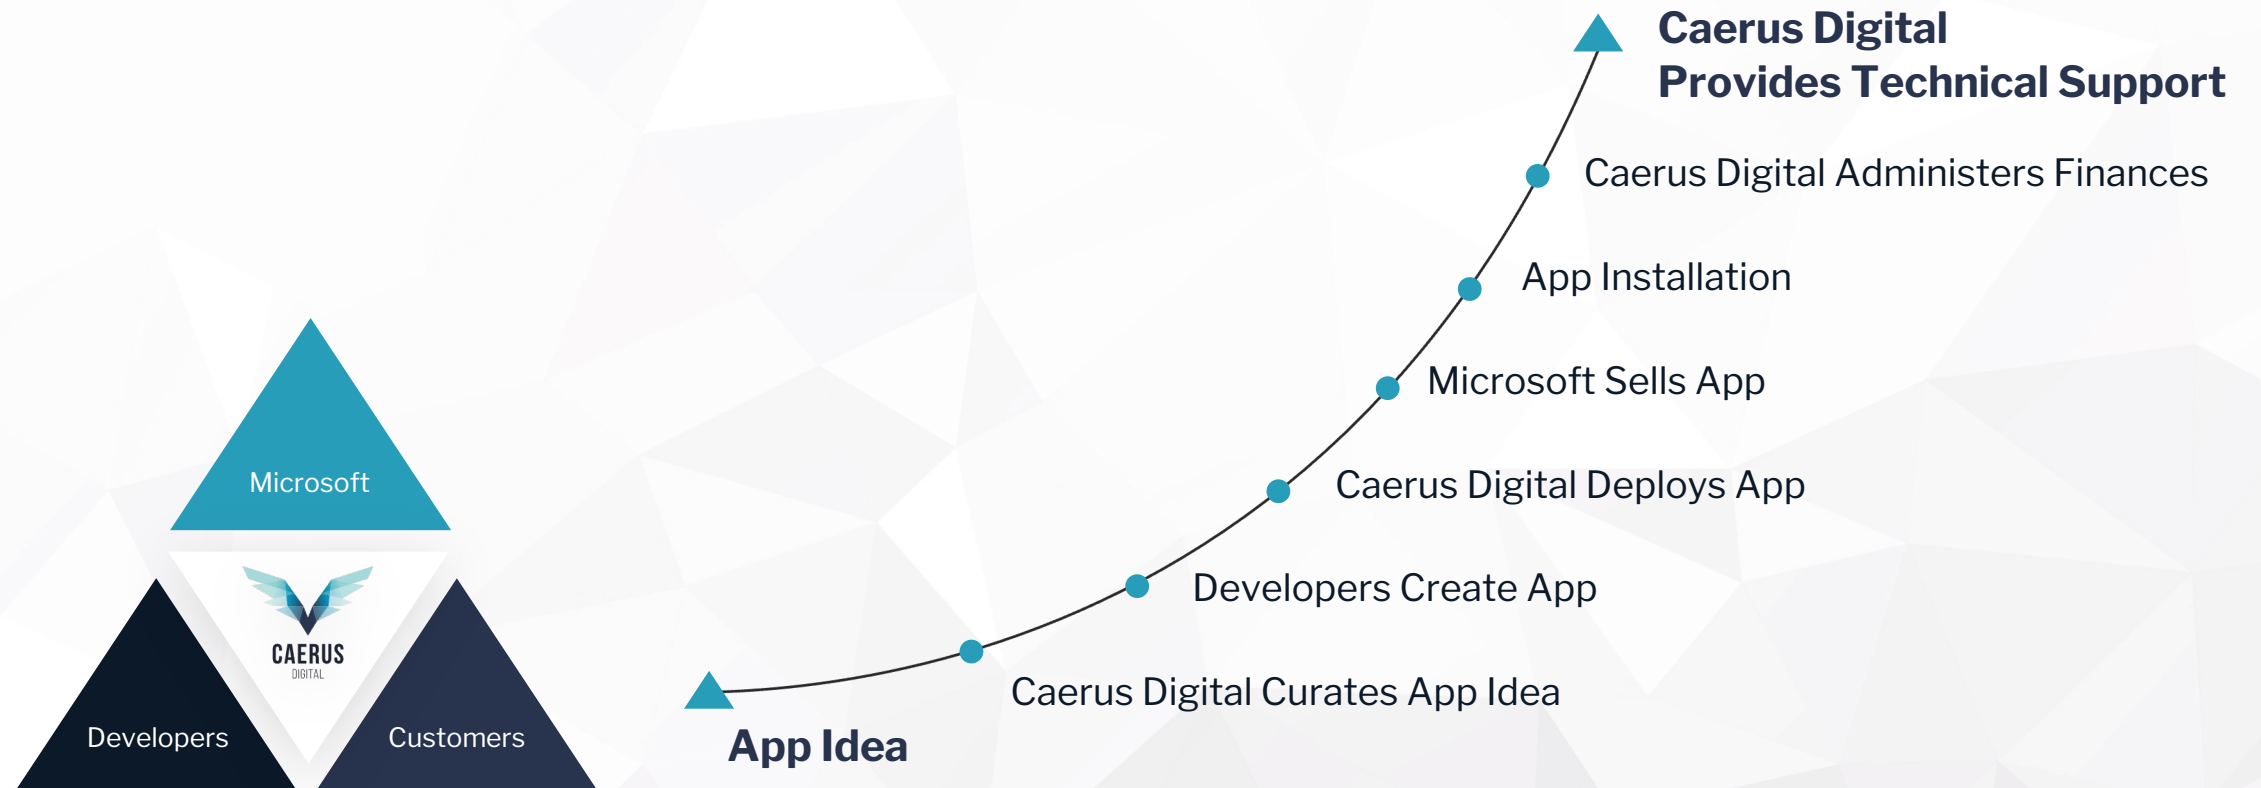 Microsoft
CAERUS
DIGITAL
Developers
Customers
Caerus Digital
Provides Technical Support
Caerus Digital Administers Finances
App Installation
Microsoft Sells App
Caerus Digital Deploys App
Developers Create App
Caerus Digital Curates App Idea
App Idea